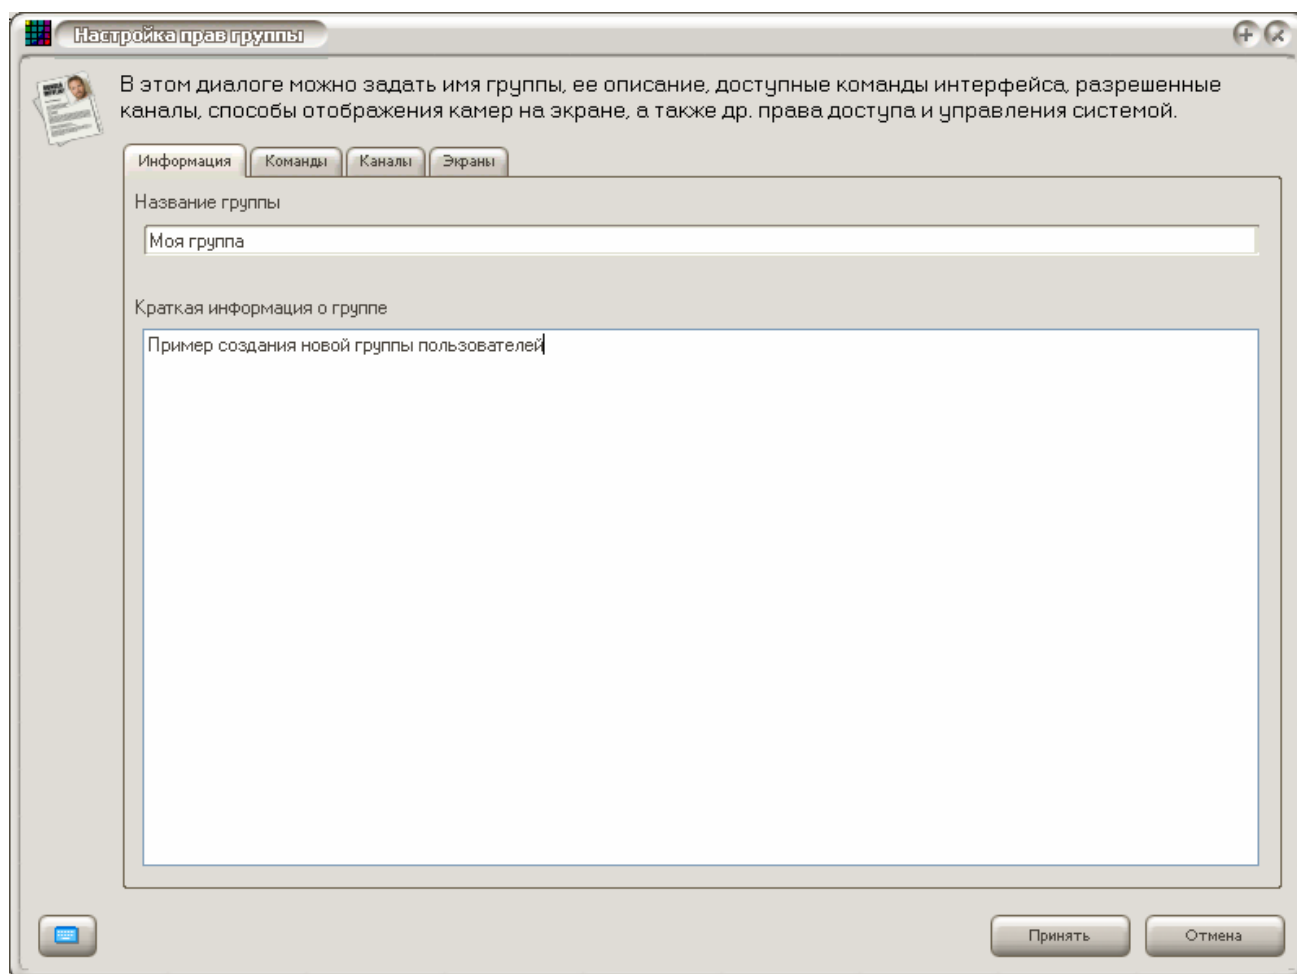 Настройка прав группы
В этом диалоге можно задать имя группы, ее описание, доступные команды интерфейса, разрешенные
каналы, способы отображения камер на экране, а также др. права доступа и управления системой.
Информация Команды Каналы Экраны
Название группы
Моя группа
Краткая информация о группе
Пример создания новой группы пользователей
Принять Отмена